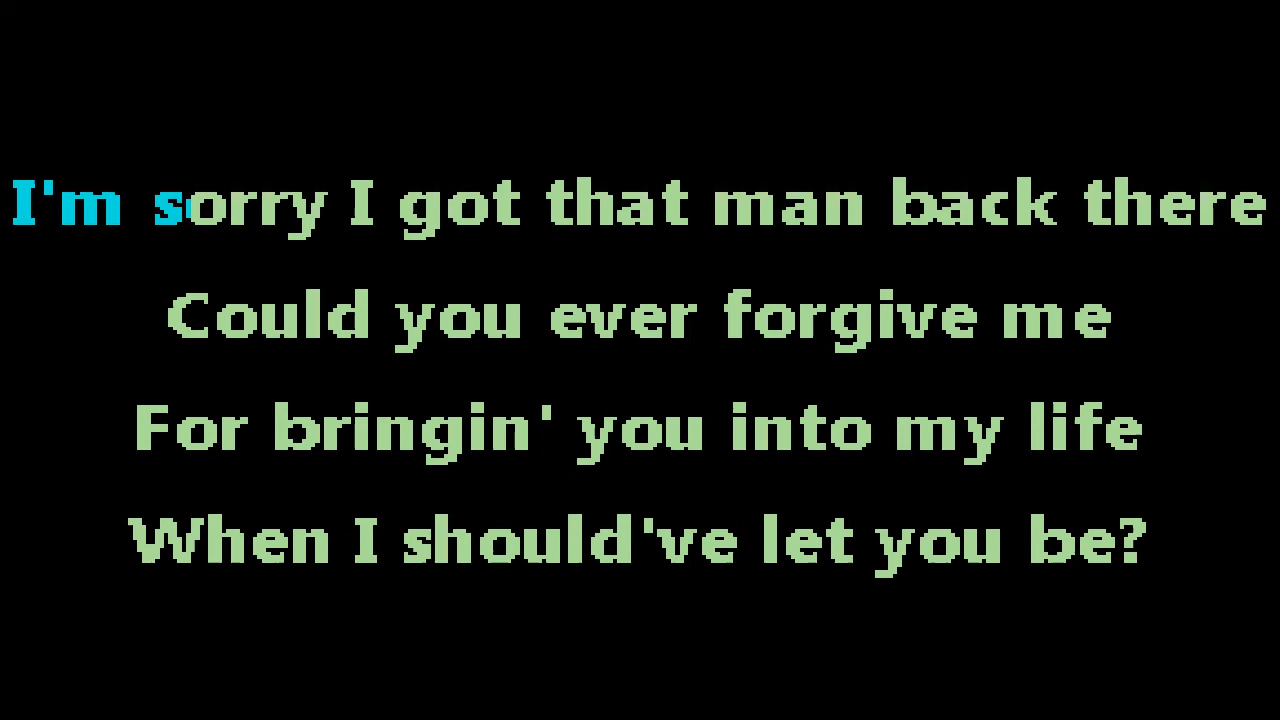 I'm sorry I got that man back there
Could you ever forgive me
For bringin' you into my life
When I should've let you be?